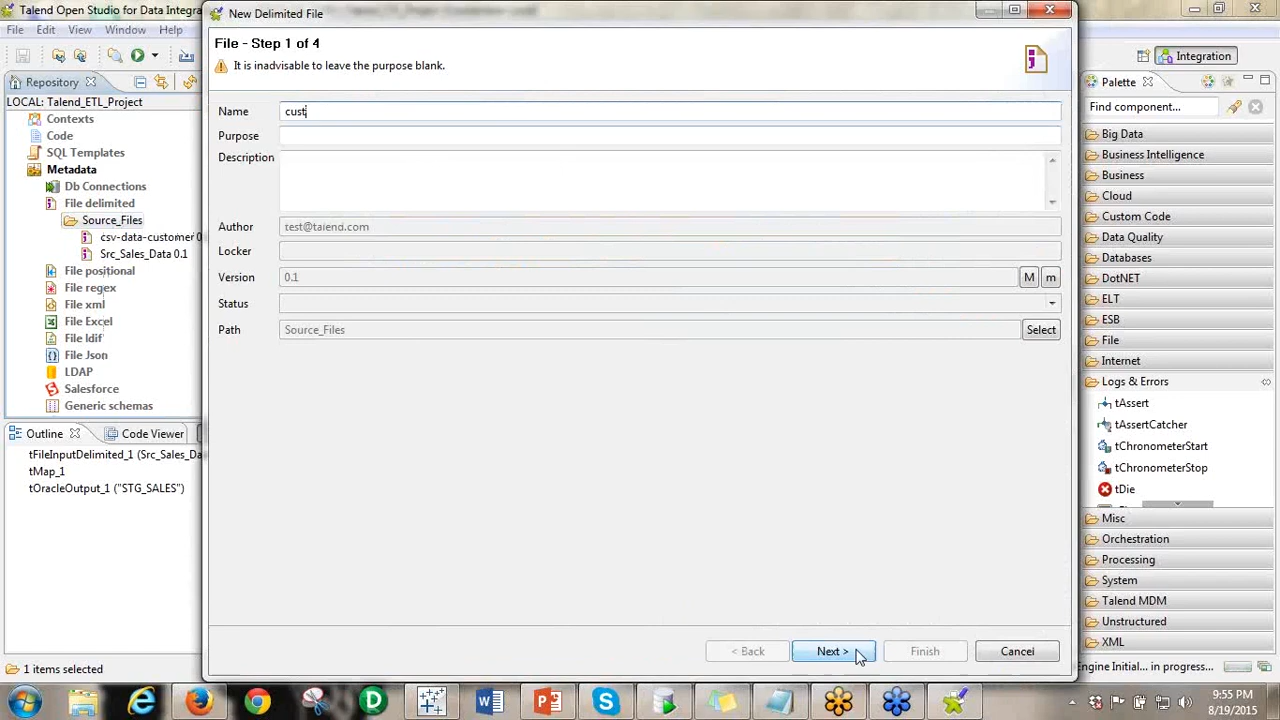 Talend Open Studio for Data Integra
New Delimited File
File Edit View Window Help
File - Step 1 of 4
It is inadvisable to leave the purpose blank.
Integration
Repository
LOCAL: Talend_ETL_Project
Contexts
Code
SQL Templates
Metadata
Db Connections
File delimited
Source_Files
csv-data-customer 0
Src_Sales_Data 0.1
File positional
File regex
File xml
File Excel
File ldif
File Json
LDAP
Salesforce
Generic schemas
Outline
Code Viewer
tFileInputDelimited_1 (Src_Sales_Da
tMap_1
tOracleOutput_1 ("STG_SALES")
1 items selected
Name cust
Purpose
Description
Author test@talend.com
Locker
Version 0.1 M m
Status
Path Source_Files Select
< Back Next > Finish Cancel
Palette
Find component...
Big Data
Business Intelligence
Business
Cloud
Custom Code
Data Quality
Databases
DotNET
ELT
ESB
File
Internet
Logs & Errors
tAssert
tAssertCatcher
tChronometerStart
tChronometerStop
tDie
Misc
Orchestration
Processing
System
Talend MDM
Unstructured
XML
Engine Initial... in progress...
9:55 PM
8/19/2015